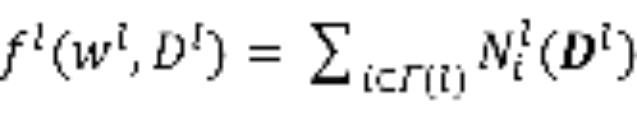 f^l(w^l, D^l) = ∑_{i⊂Γ(l)} N_i^l(D^l)